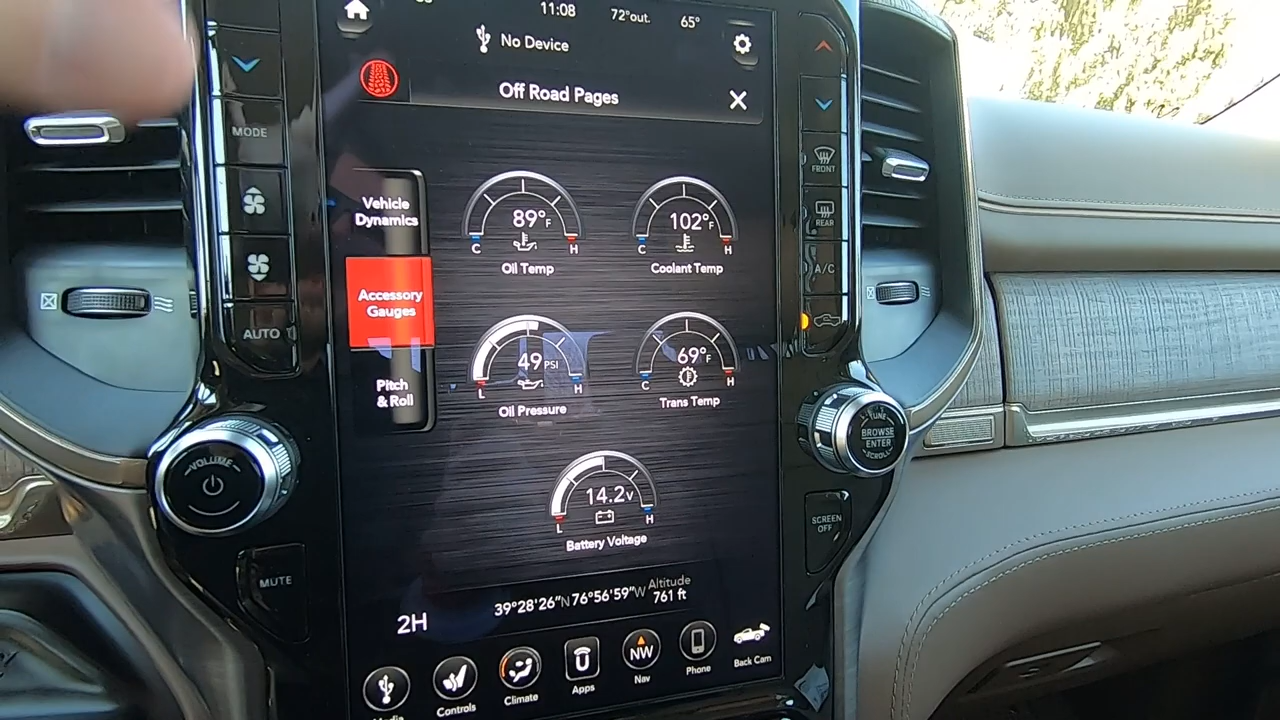 11:08
72°out.
65°
No Device
Off Road Pages
MODE
AUTO
VOLUME
MUTE
Vehicle
Dynamics
Accessory
Gauges
Pitch
& Roll
89°F
C H
Oil Temp
102°F
C H
Coolant Temp
49 PSI
L H
Oil Pressure
69°F
C H
Trans Temp
14.2v
L H
Battery Voltage
2H
39°28'26"N 76°56'59"W
Altitude
761 ft
Controls
Climate
Apps
NW
Nav
Phone
Back Cam
FRONT
REAR
A/C
TUNE
BROWSE
ENTER
SCROLL
SCREEN
OFF